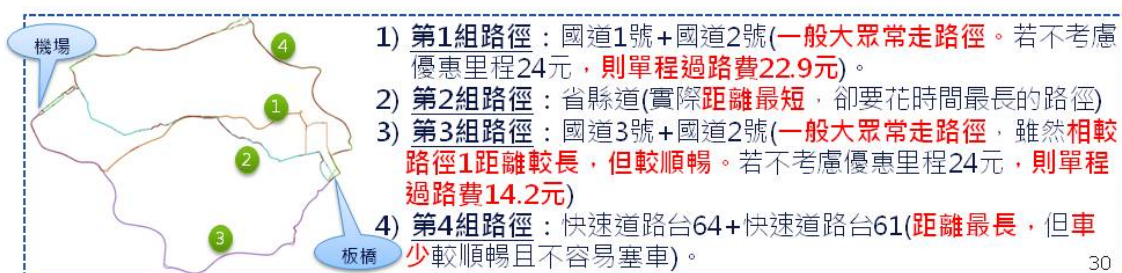 機場
4
1
2
3
板橋
1) 第1組路徑：國道1號+國道2號(一般大眾常走路徑。若不考慮
優惠里程24元，則單程過路費22.9元)。
2) 第2組路徑：省縣道(實際距離最短，卻要花時間最長的路徑)
3) 第3組路徑：國道3號+國道2號(一般大眾常走路徑，雖然相較
路徑1距離較長，但較順暢。若不考慮優惠里程24元，則單程
過路費14.2元)
4) 第4組路徑：快速道路台64+快速道路台61(距離最長，但車
少較順暢且不容易塞車)。
30